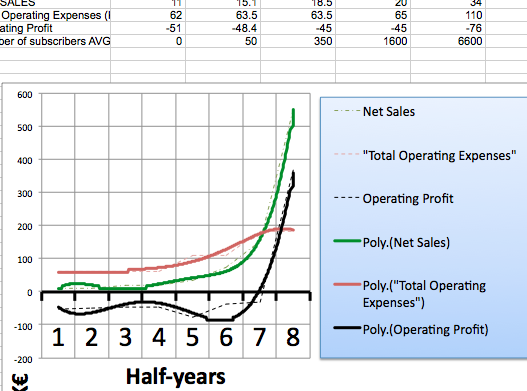 SALES 11 15.1 18.5 20 34
Operating Expenses ( 62 63.5 63.5 65 110
ating Profit -51 -48.4 -45 -45 -76
ber of subscribers AVG 0 50 350 1600 6600
600
500
400
300
200
100
0
-100
-200
1 2 3 4 5 6 7 8
Half-years
K€
Net Sales
"Total Operating Expenses"
Operating Profit
Poly.(Net Sales)
Poly.("Total Operating
Expenses")
Poly.(Operating Profit)